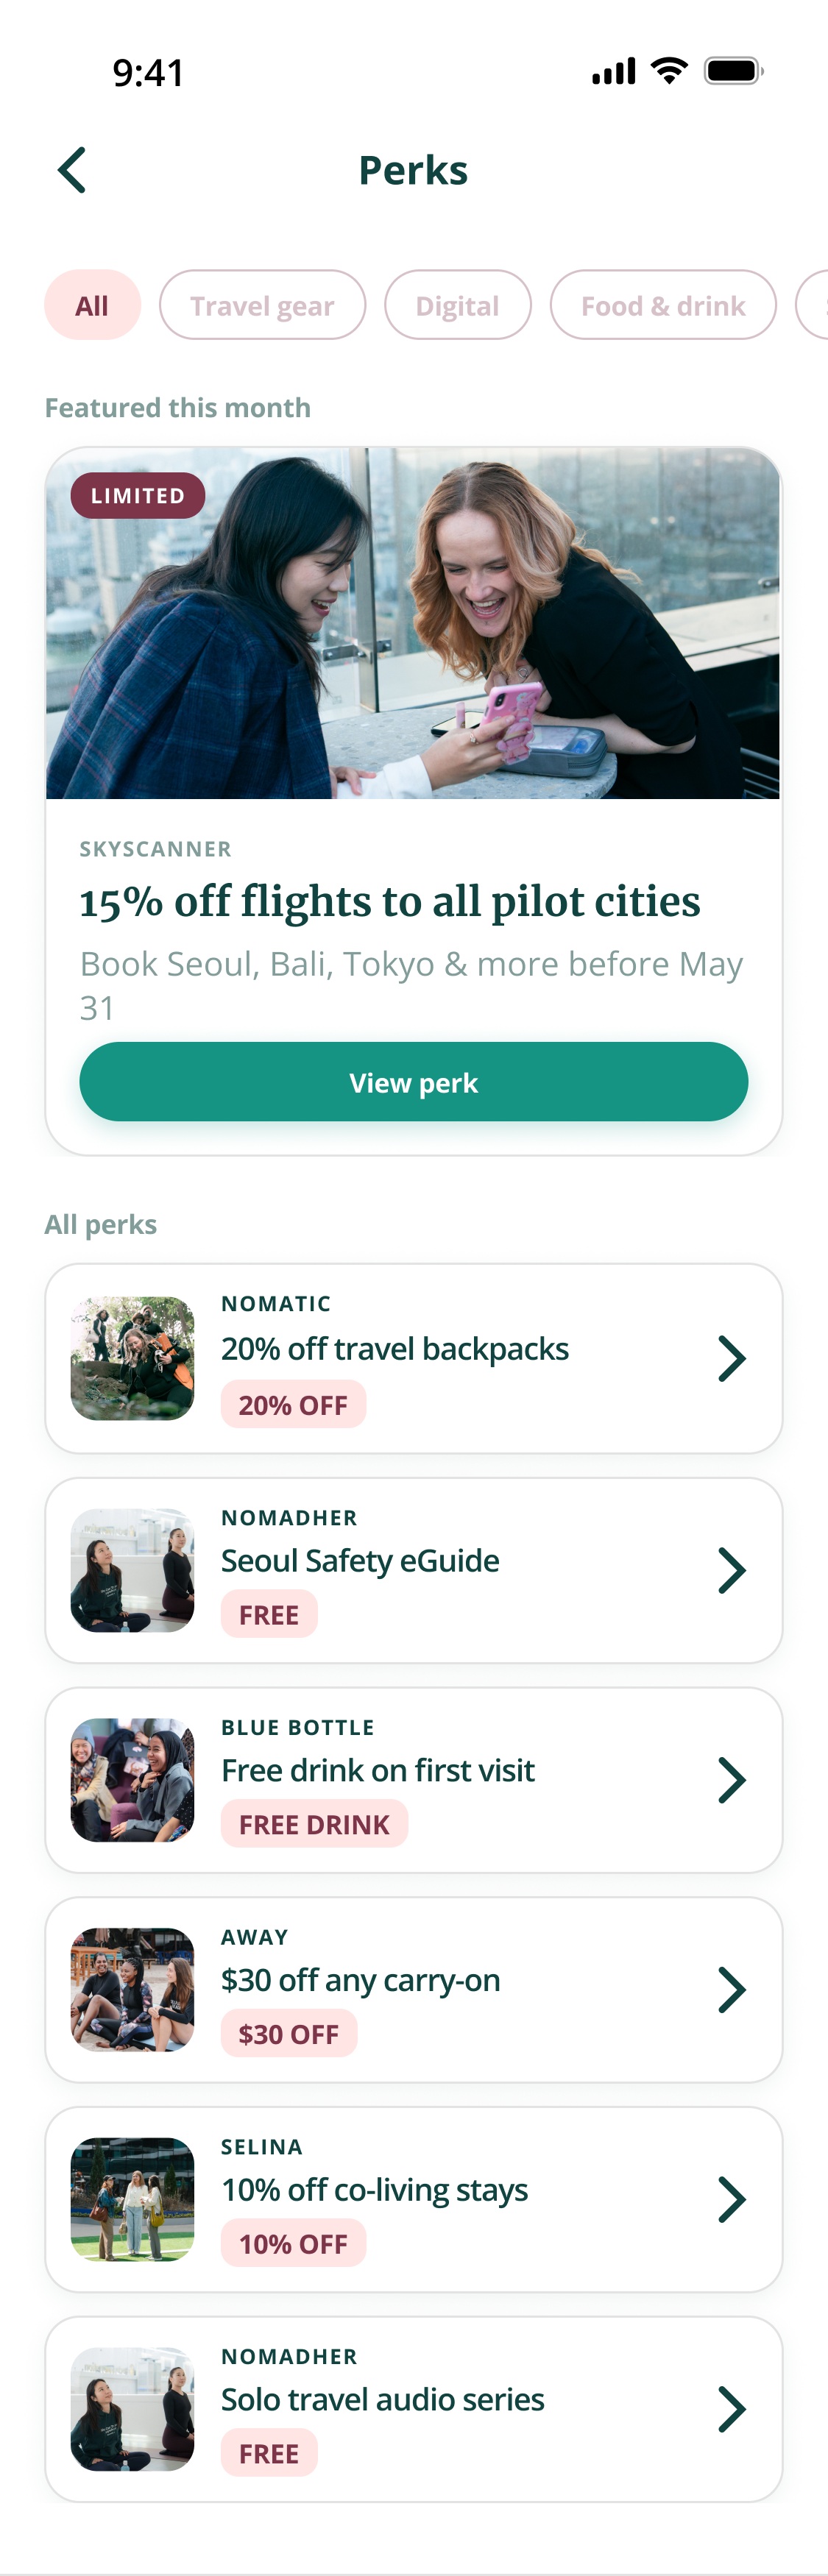 9:41
Perks
All
Travel gear
Digital
Food & drink
Featured this month
LIMITED
SKYSCANNER
15% off flights to all pilot cities
Book Seoul, Bali, Tokyo & more before May
31
View perk
All perks
NOMATIC
20% off travel backpacks
20% OFF
NOMADHER
Seoul Safety eGuide
FREE
BLUE BOTTLE
Free drink on first visit
FREE DRINK
AWAY
$30 off any carry-on
$30 OFF
SELINA
10% off co-living stays
10% OFF
NOMADHER
Solo travel audio series
FREE